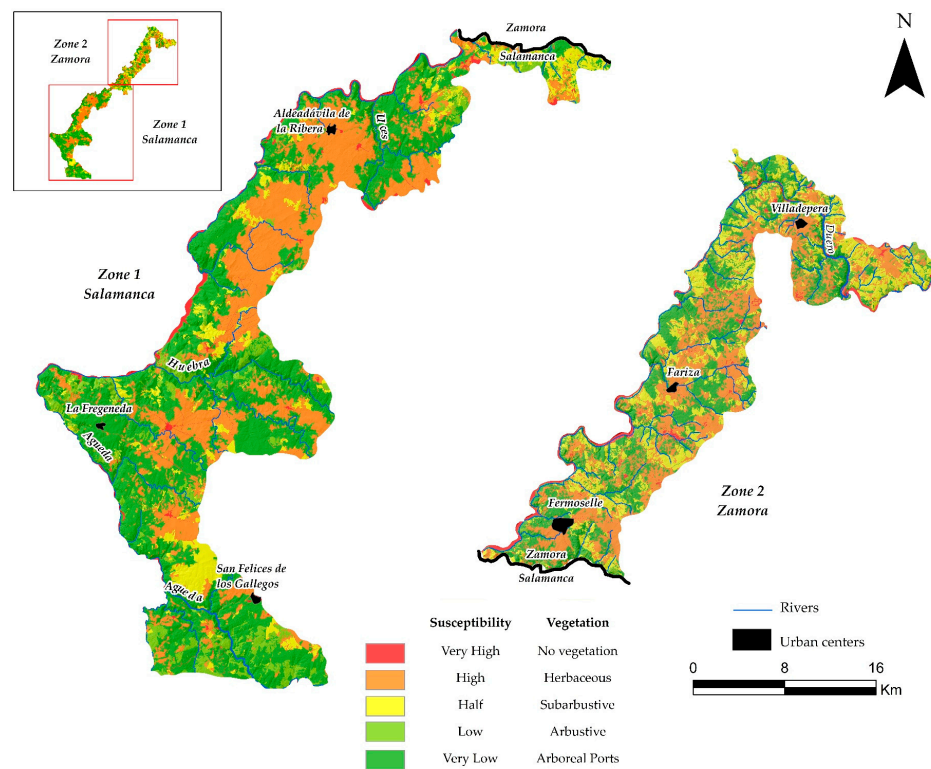 Zone 2
Zamora
Zone 1
Salamanca
Zamora
Salamanca
N
Aldeadávila de
la Ribera
Uces
Villadepera
Duero
Zone 1
Salamanca
Huebra
Fariza
La Fregeneda
Agueda
Zone 2
Zamora
Fermoselle
Zamora
Salamanca
San Felices de
los Gallegos
Agueda
Susceptibility Vegetation
Very High No vegetation
High Herbaceous
Half Subarbustive
Low Arbustive
Very Low Arboreal Ports
Rivers
Urban centers
0 8 16
Km